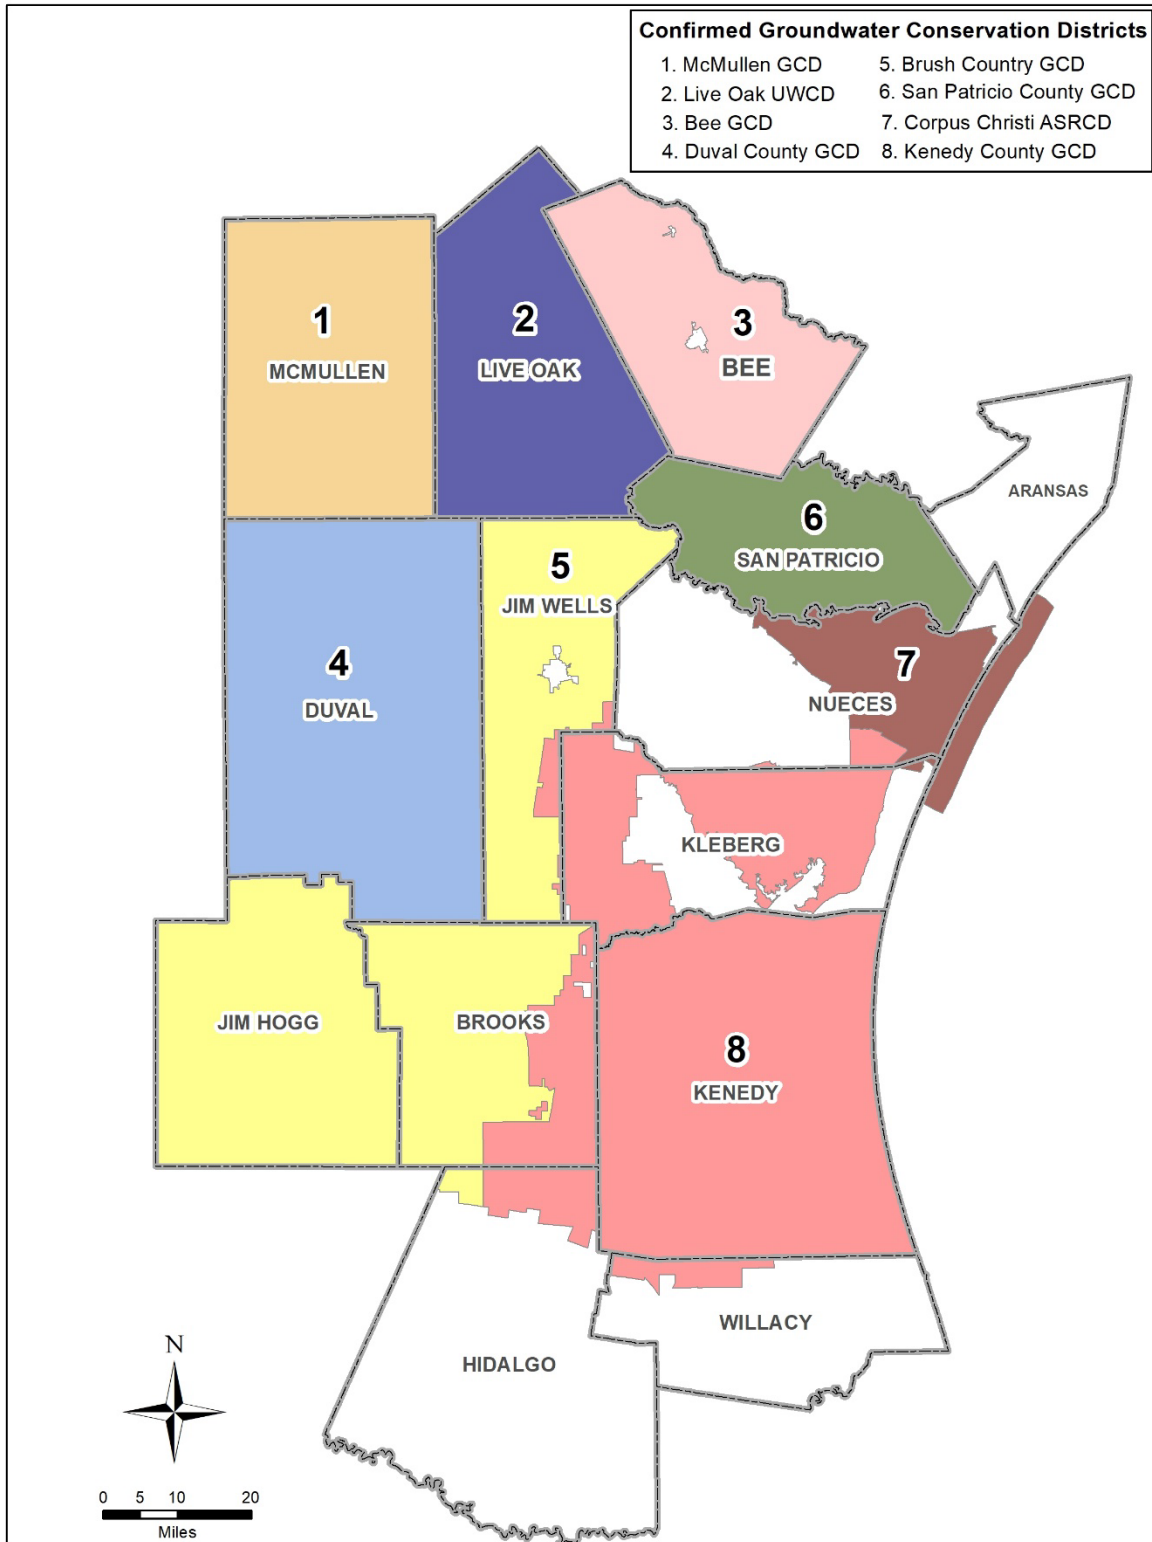 Confirmed Groundwater Conservation Districts
1. McMullen GCD
2. Live Oak UWCD
3. Bee GCD
4. Duval County GCD
5. Brush Country GCD
6. San Patricio County GCD
7. Corpus Christi ASRCD
8. Kenedy County GCD
1
MCMULLEN
2
LIVE OAK
3
BEE
ARANSAS
6
SAN PATRICIO
5
JIM WELLS
4
DUVAL
7
NUECES
KLEBERG
JIM HOGG
BROOKS
8
KENEDY
WILLACY
HIDALGO
N
0 5 10 20
Miles